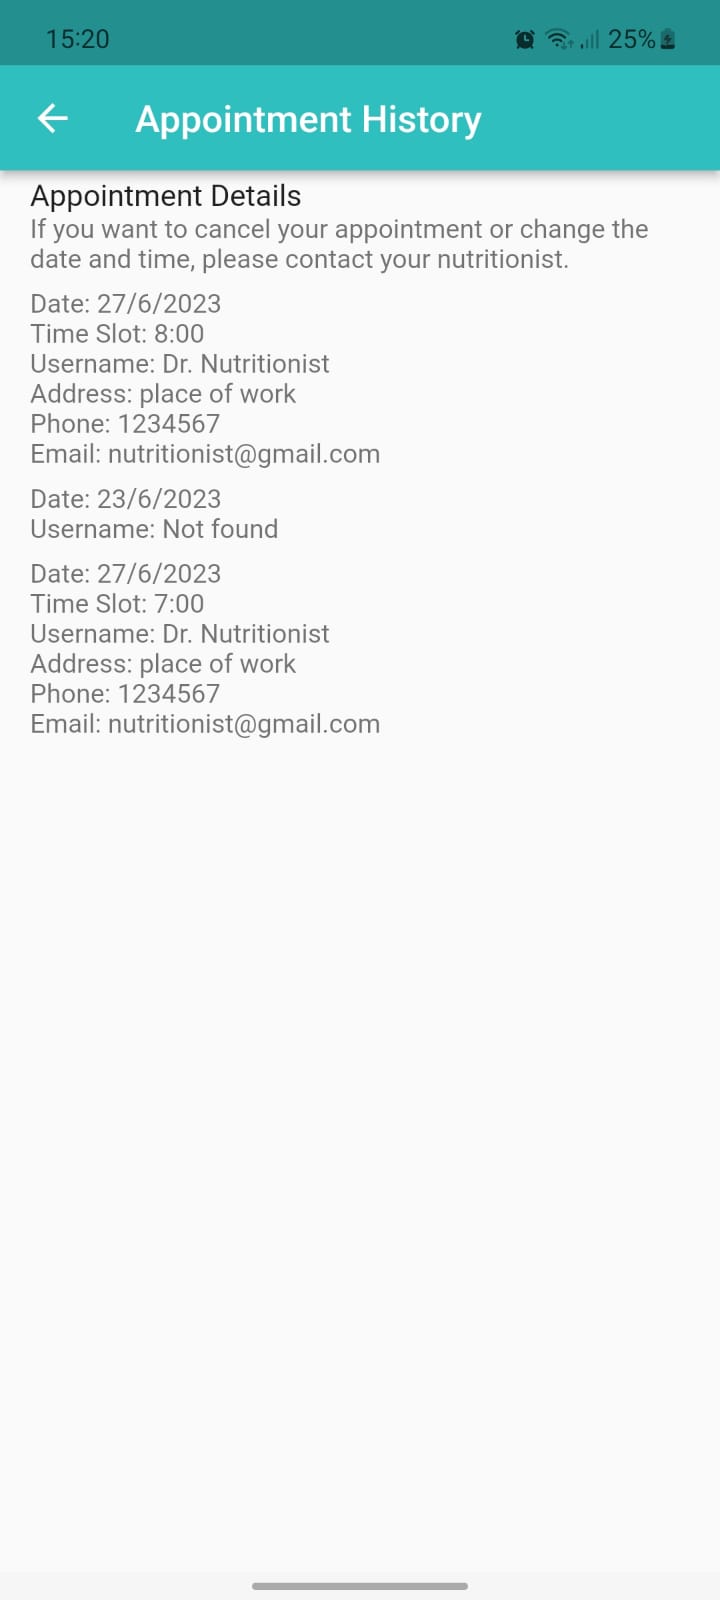 15:20
25%
Appointment History
Appointment Details
If you want to cancel your appointment or change the
date and time, please contact your nutritionist.
Date: 27/6/2023
Time Slot: 8:00
Username: Dr. Nutritionist
Address: place of work
Phone: 1234567
Email: nutritionist@gmail.com
Date: 23/6/2023
Username: Not found
Date: 27/6/2023
Time Slot: 7:00
Username: Dr. Nutritionist
Address: place of work
Phone: 1234567
Email: nutritionist@gmail.com